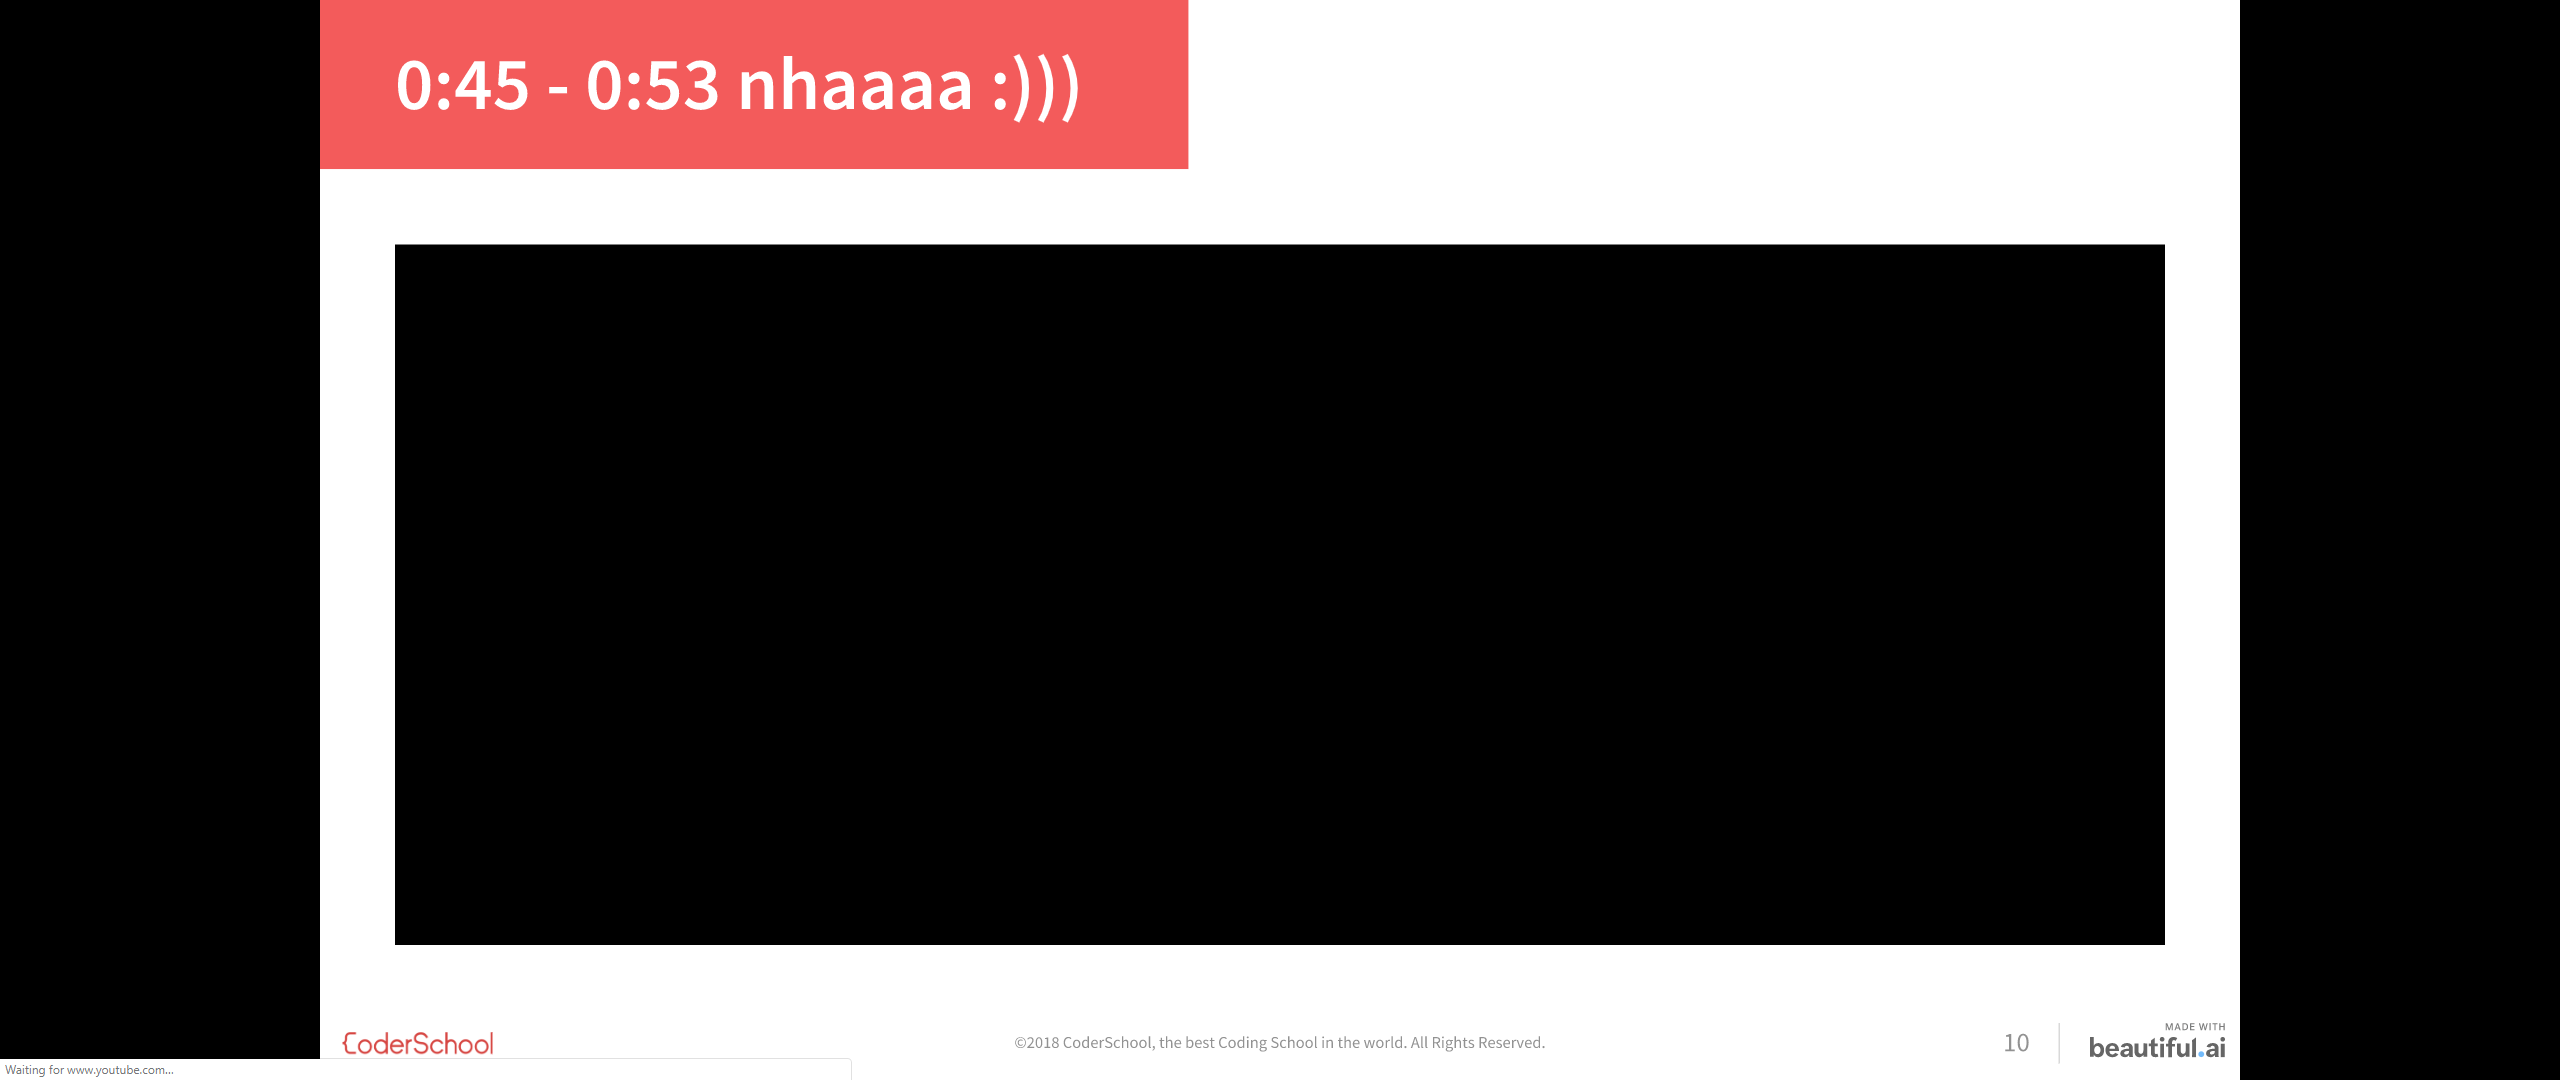 0:45 - 0:53 nhaaaa :)))
{CoderSchool
©2018 CoderSchool, the best Coding School in the world. All Rights Reserved.
10
MADE WITH
beautiful.ai
Waiting for www.youtube.com...